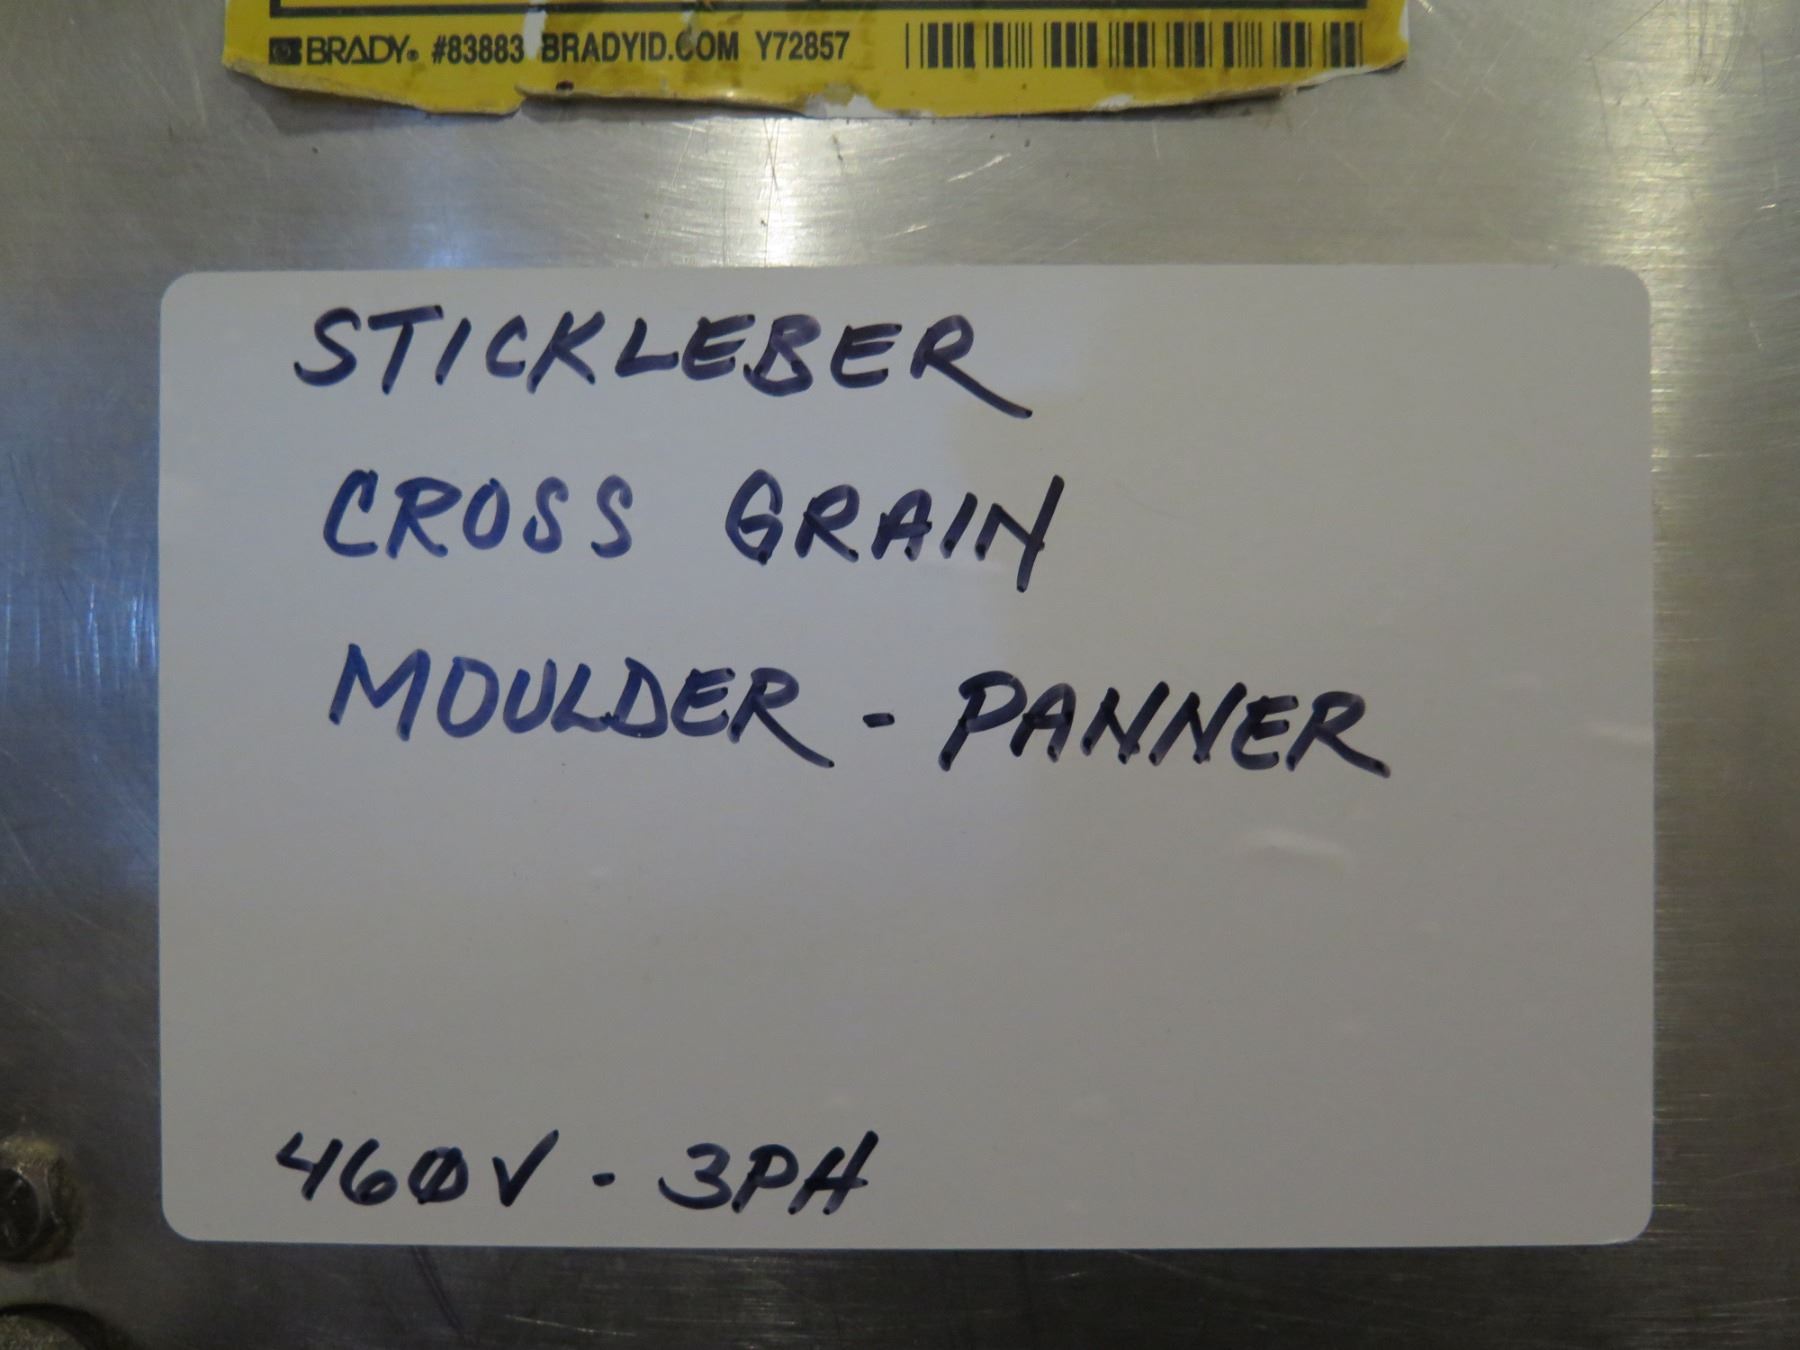 BRADY® #83883 BRADYID.COM Y72857
STICKLEBER
CROSS GRAIN
MOULDER - PANNER
460V - 3PH